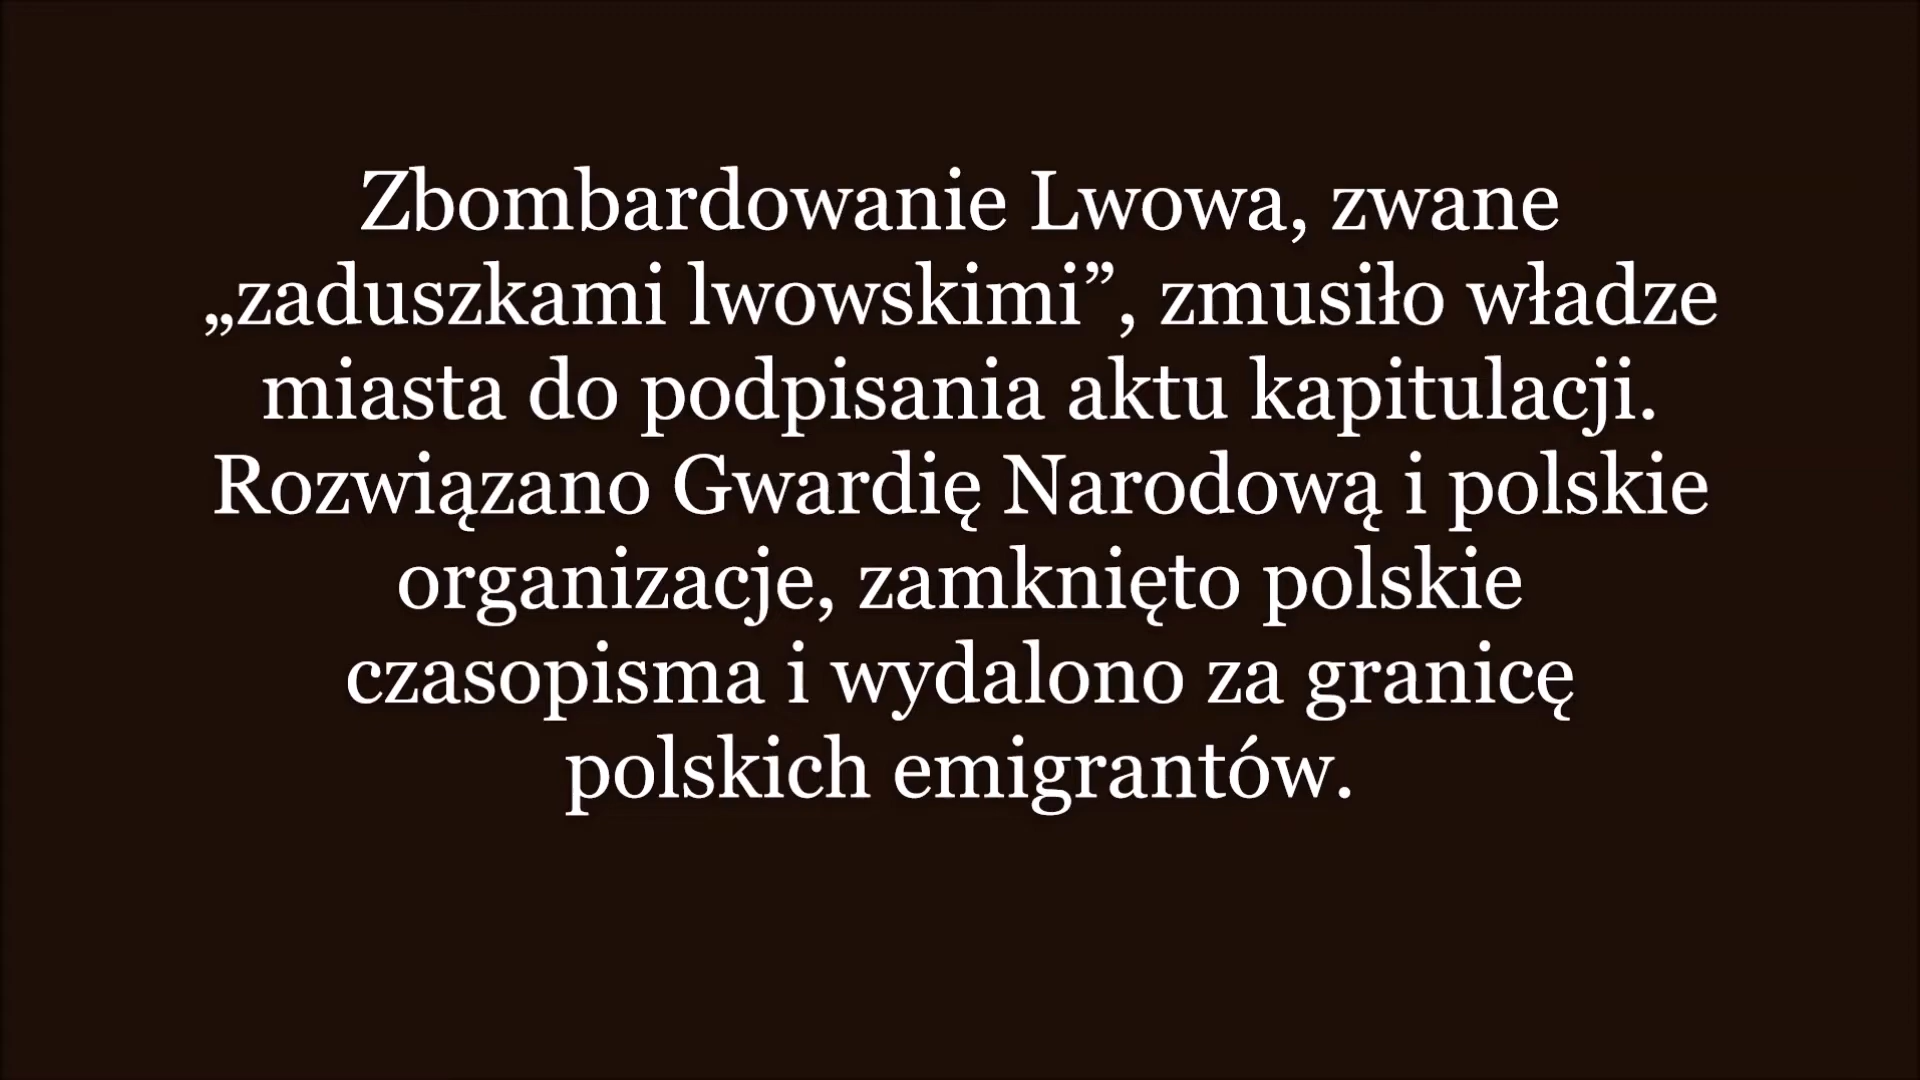 Zbombardowanie Lwowa, zwane
„zaduszkami lwowskimi”, zmusiło władze
miasta do podpisania aktu kapitulacji.
Rozwiązano Gwardię Narodową i polskie
organizacje, zamknięto polskie
czasopisma i wydalono za granicę
polskich emigrantów.